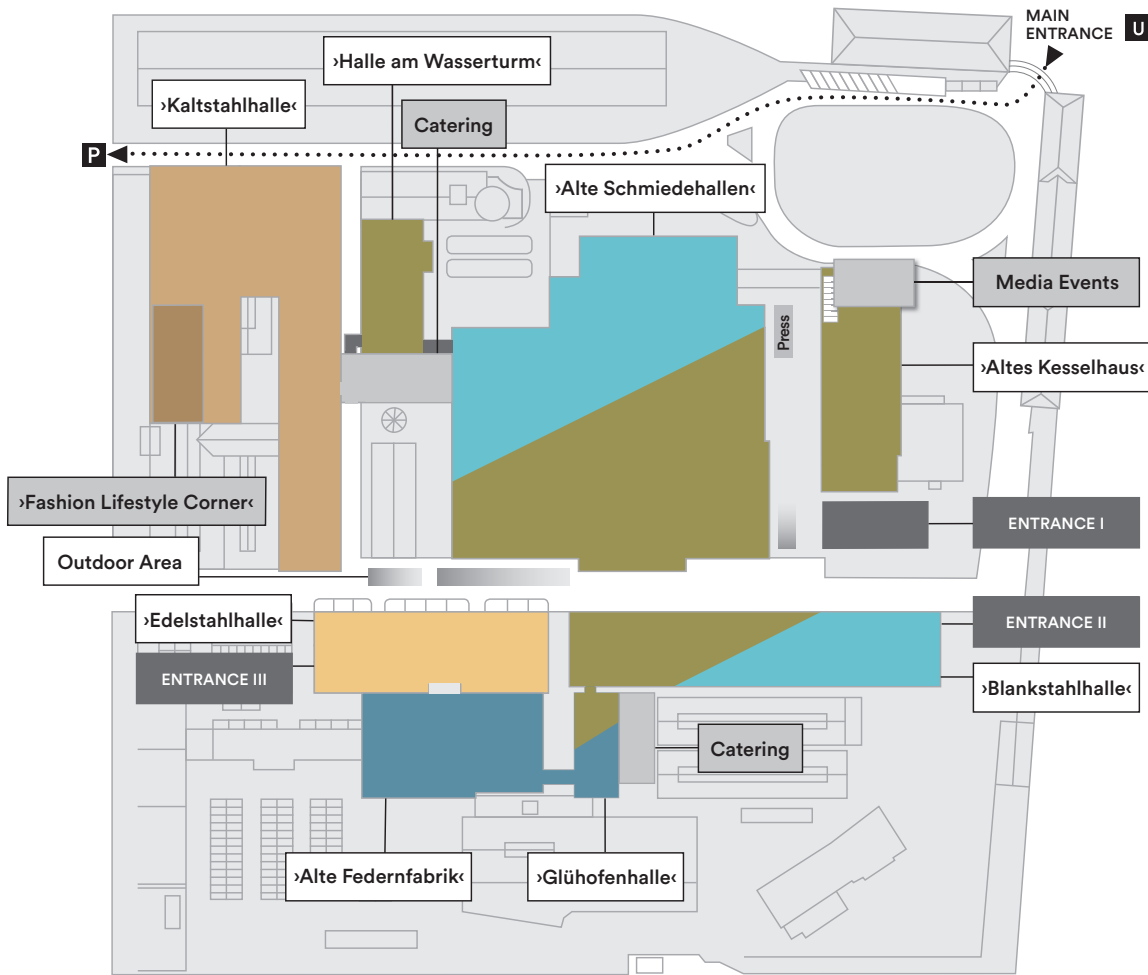 MAIN
ENTRANCE
U
›Halle am Wasserturm‹
›Kaltstahlhalle‹
Catering
P
›Alte Schmiedehallen‹
Media Events
Press
›Altes Kesselhaus‹
›Fashion Lifestyle Corner‹
ENTRANCE I
Outdoor Area
›Edelstahlhalle‹
ENTRANCE II
ENTRANCE III
›Blankstahlhalle‹
Catering
›Alte Federnfabrik‹
›Glühofenhalle‹